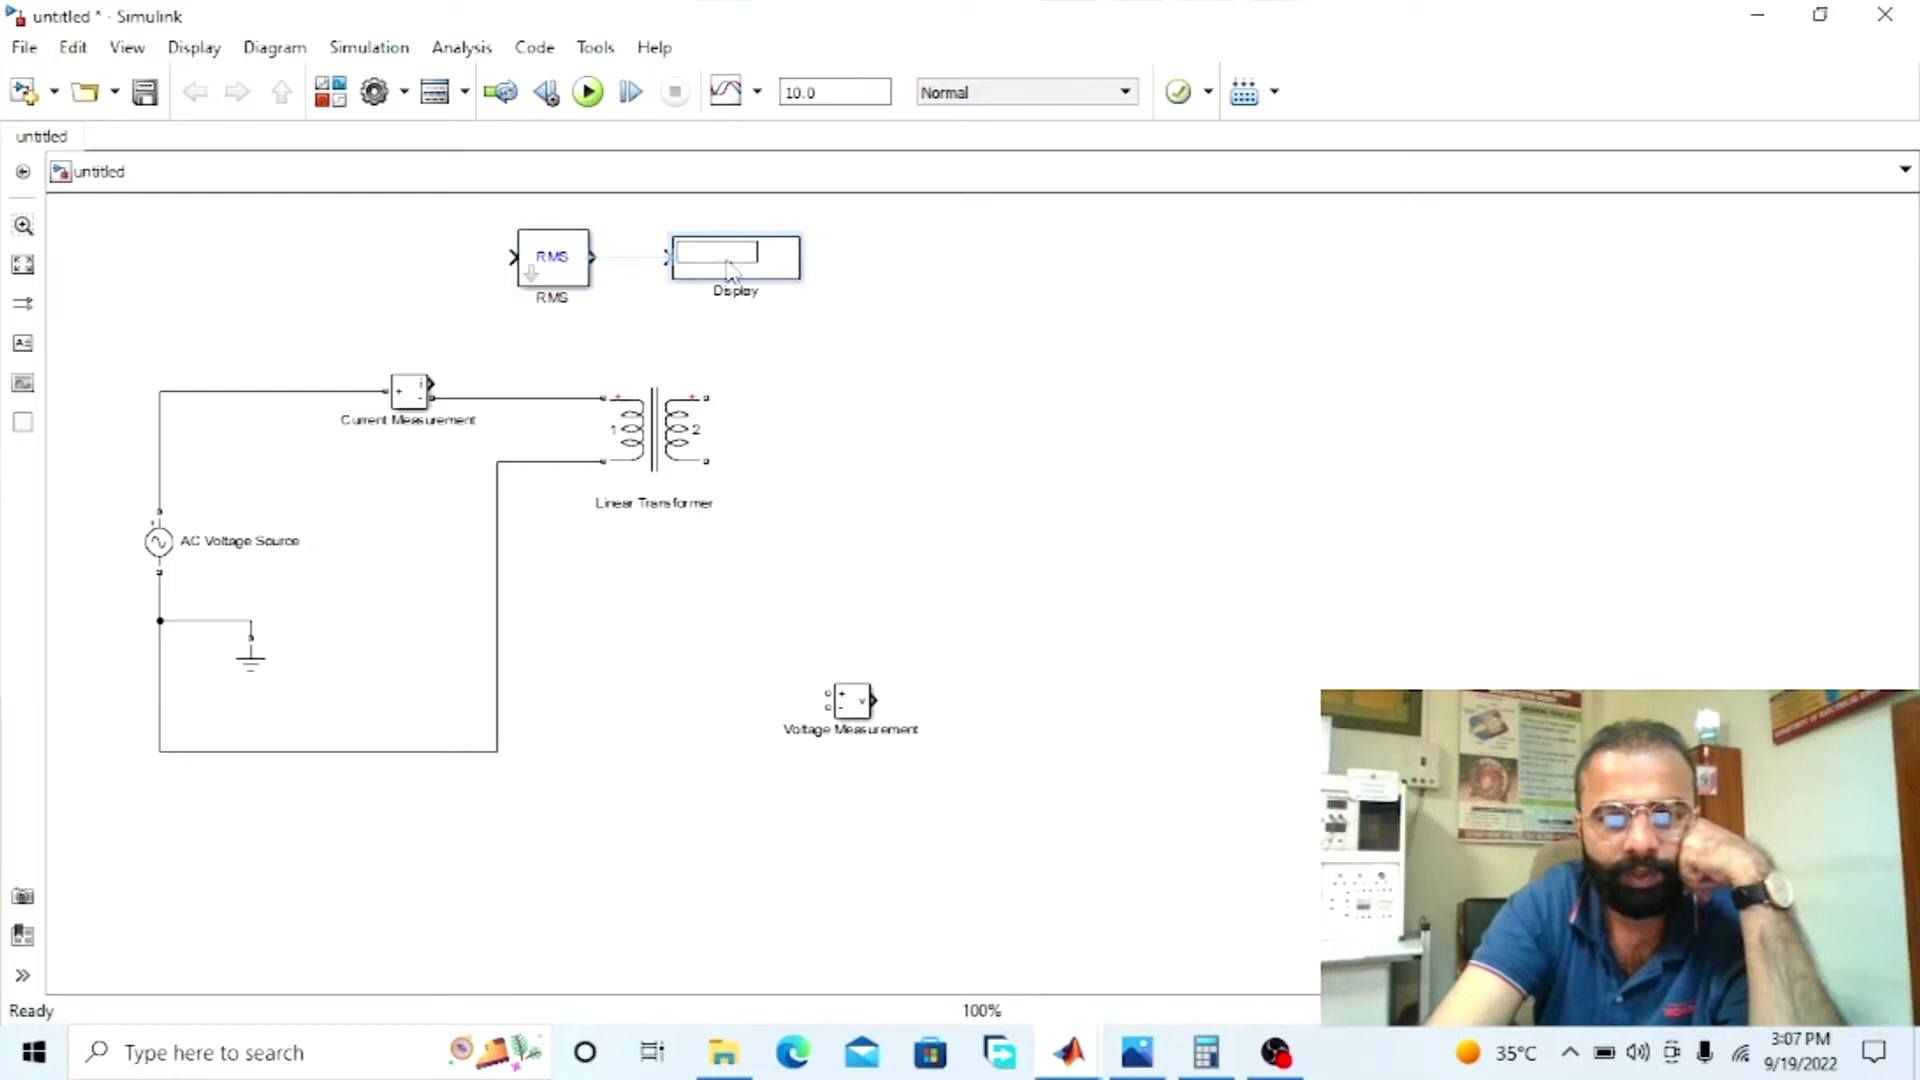 untitled * - Simulink
File Edit View Display Diagram Simulation Analysis Code Tools Help
10.0 Normal
untitled
untitled
RMS
RMS
Display
i
+
-
Current Measurement
1 2
Linear Transformer
AC Voltage Source
+
-
v
Voltage Measurement
Ready 100%
Type here to search
35°C
3:07 PM
9/19/2022